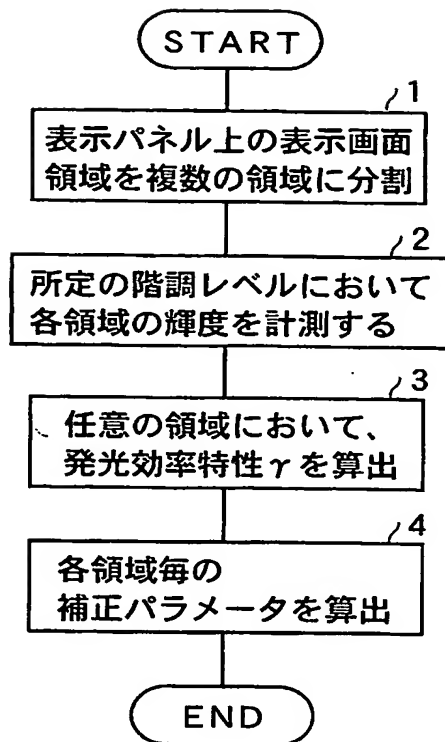 START
1
表示パネル上の表示画面
領域を複数の領域に分割
2
所定の階調レベルにおいて
各領域の輝度を計測する
3
任意の領域において、
発光効率特性γを算出
4
各領域毎の
補正パラメータを算出
END